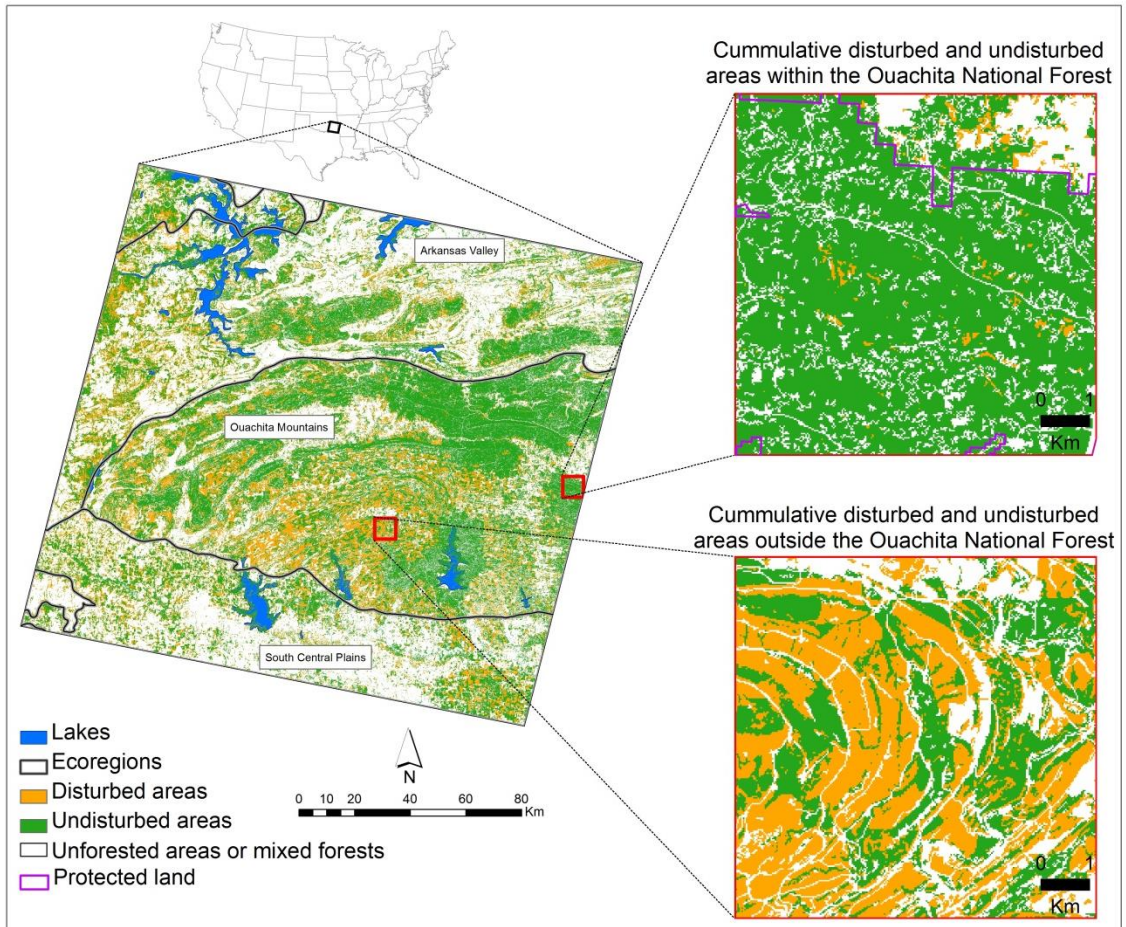 Cummulative disturbed and undisturbed
areas within the Ouachita National Forest
Arkansas Valley
Ouachita Mountains
South Central Plains
0 1
Km
Cummulative disturbed and undisturbed
areas outside the Ouachita National Forest
0 1
Km
Lakes
Ecoregions
Disturbed areas
Undisturbed areas
Unforested areas or mixed forests
Protected land
N
0 10 20 40 60 80
Km